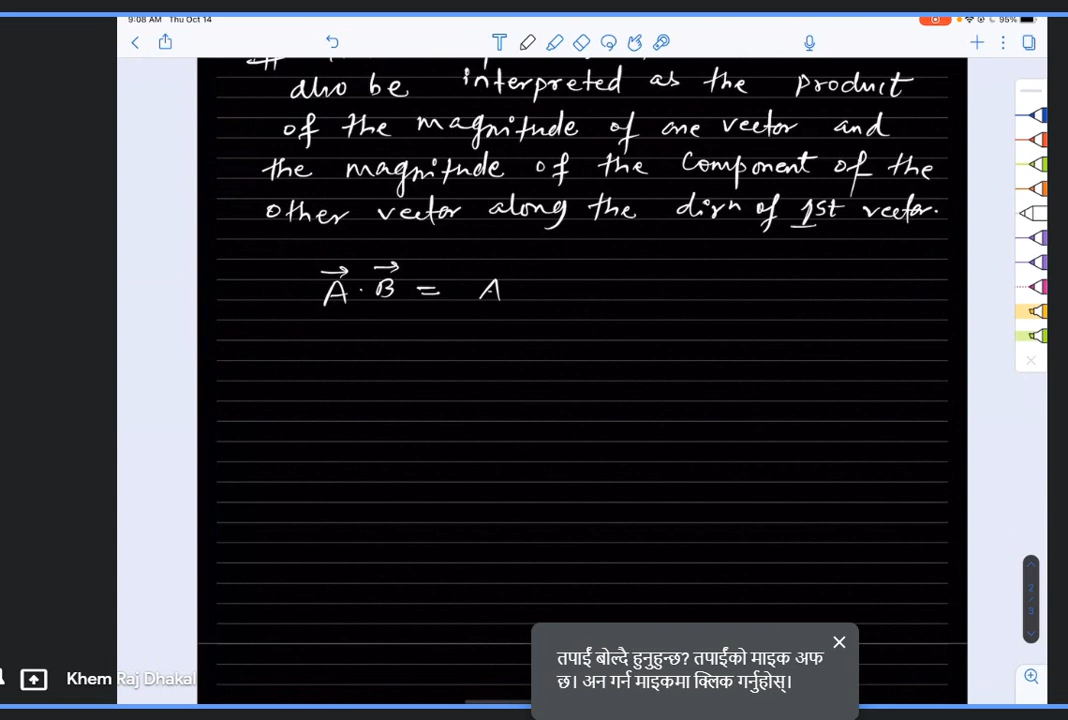 9:08 AM Thu Oct 14
95%
T
also be interpreted as the product
of the magnitude of one vector and
the magnitude of the component of the
other vector along the dirn of 1st vector.
A⃗ · B⃗ = A
2
/
3
तपाईं बोल्दै हुनुहुन्छ? तपाईंको माइक अफ
छ। अन गर्न माइकमा क्लिक गर्नुहोस्।
Khem Raj Dhakal